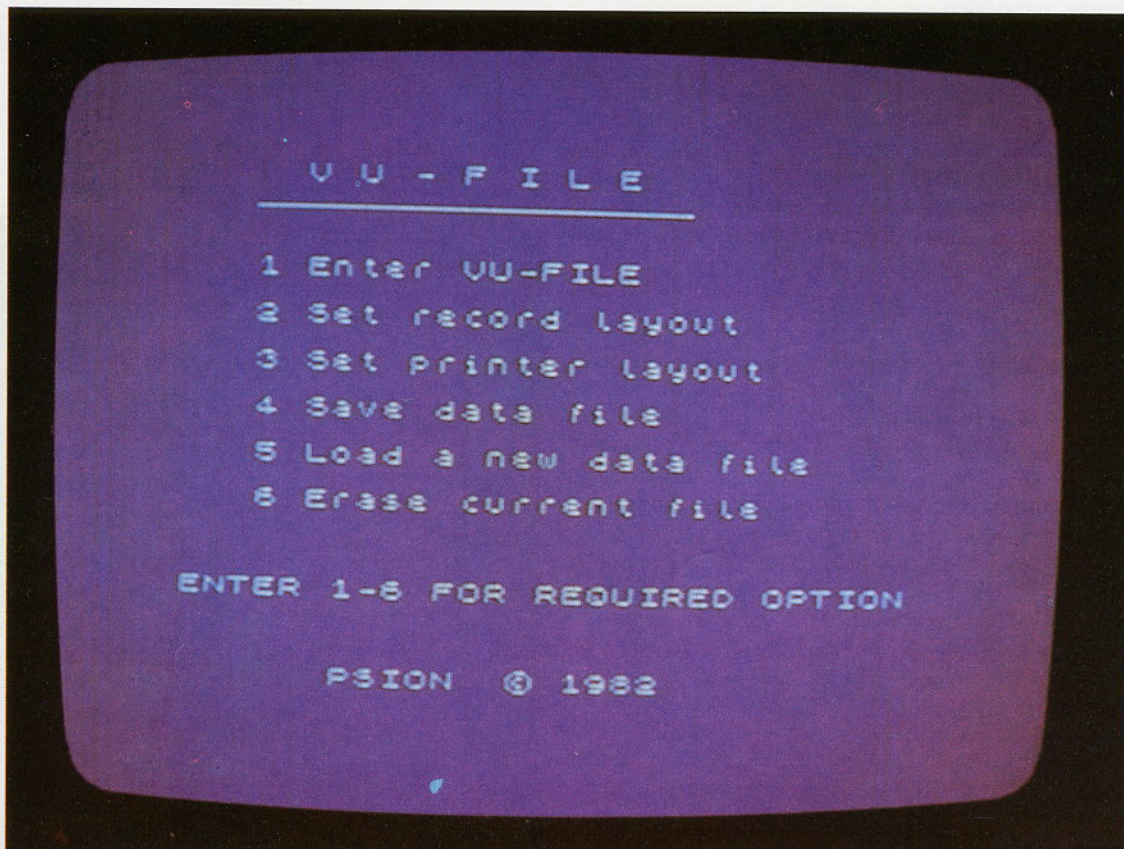 VU-FILE
1 Enter VU-FILE
2 Set record layout
3 Set printer layout
4 Save data file
5 Load a new data file
6 Erase current file
ENTER 1-6 FOR REQUIRED OPTION
PSION © 1982